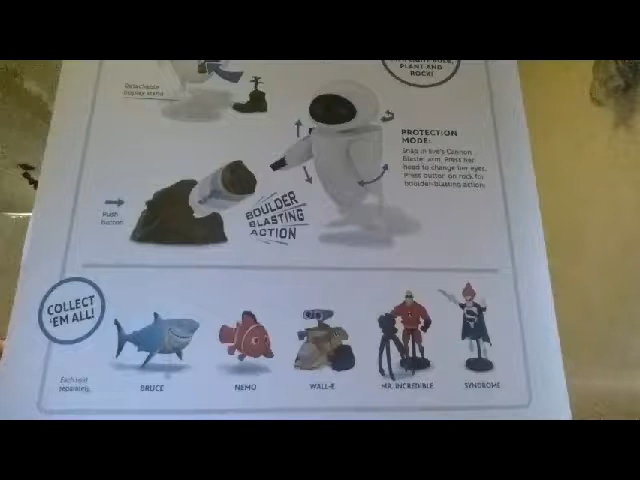 PLANT AND
ROCK!
Detachable
display stand
PROTECTION
MODE:
Snap in Eve's Cannon
Blaster arm. Press her
head to change her eyes.
Press button on rock for
boulder-blasting action!
Push
button
BOULDER
BLASTING
ACTION
COLLECT
'EM ALL!
Each sold
separately.
BRUCE
NEMO
WALL•E
MR. INCREDIBLE
SYNDROME